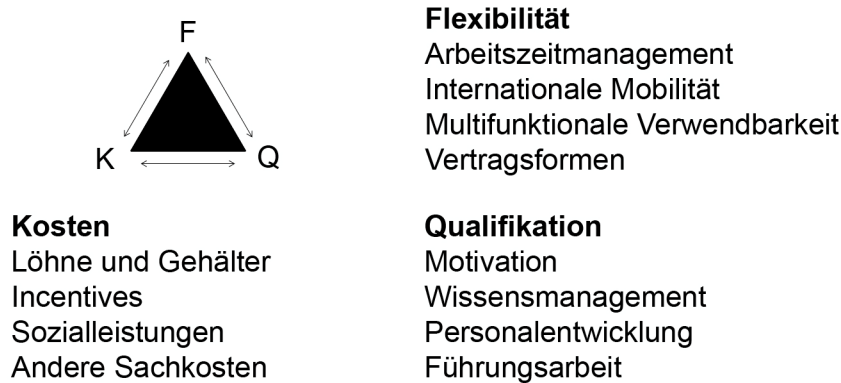 F
K
Q
Flexibilität
Arbeitszeitmanagement
Internationale Mobilität
Multifunktionale Verwendbarkeit
Vertragsformen
Kosten
Löhne und Gehälter
Incentives
Sozialleistungen
Andere Sachkosten
Qualifikation
Motivation
Wissensmanagement
Personalentwicklung
Führungsarbeit